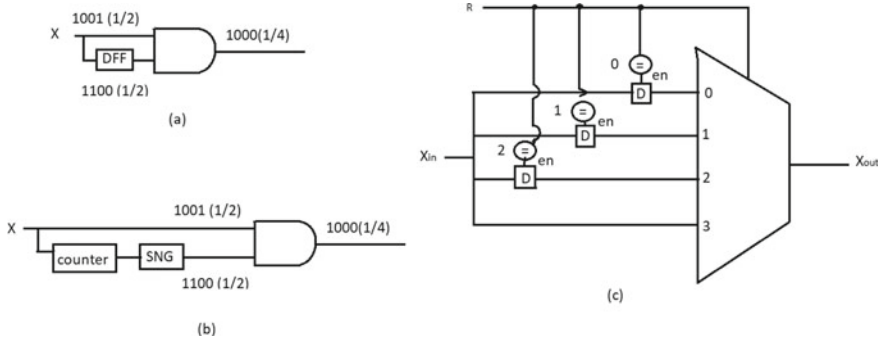 1001 (1/2)
X
DFF
1000(1/4)
1100 (1/2)
(a)
1001 (1/2)
X
counter
SNG
1000(1/4)
1100 (1/2)
(b)
R
0
=
en
D
0
1
=
en
D
1
2
=
en
D
2
3
Xin
Xout
(c)